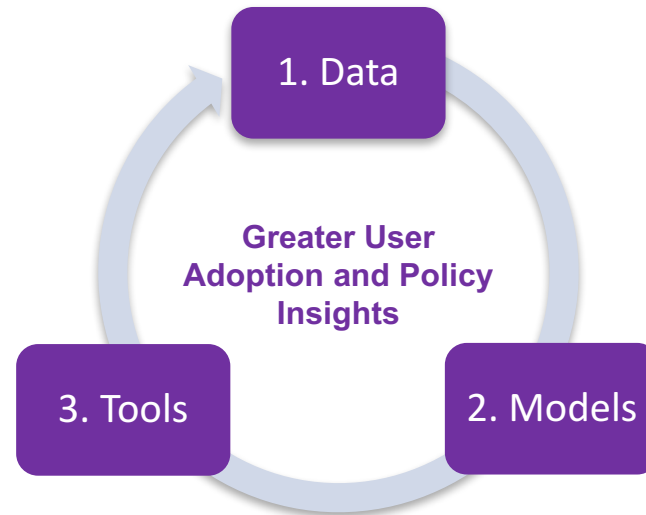 1. Data
Greater User
Adoption and Policy
Insights
3. Tools
2. Models